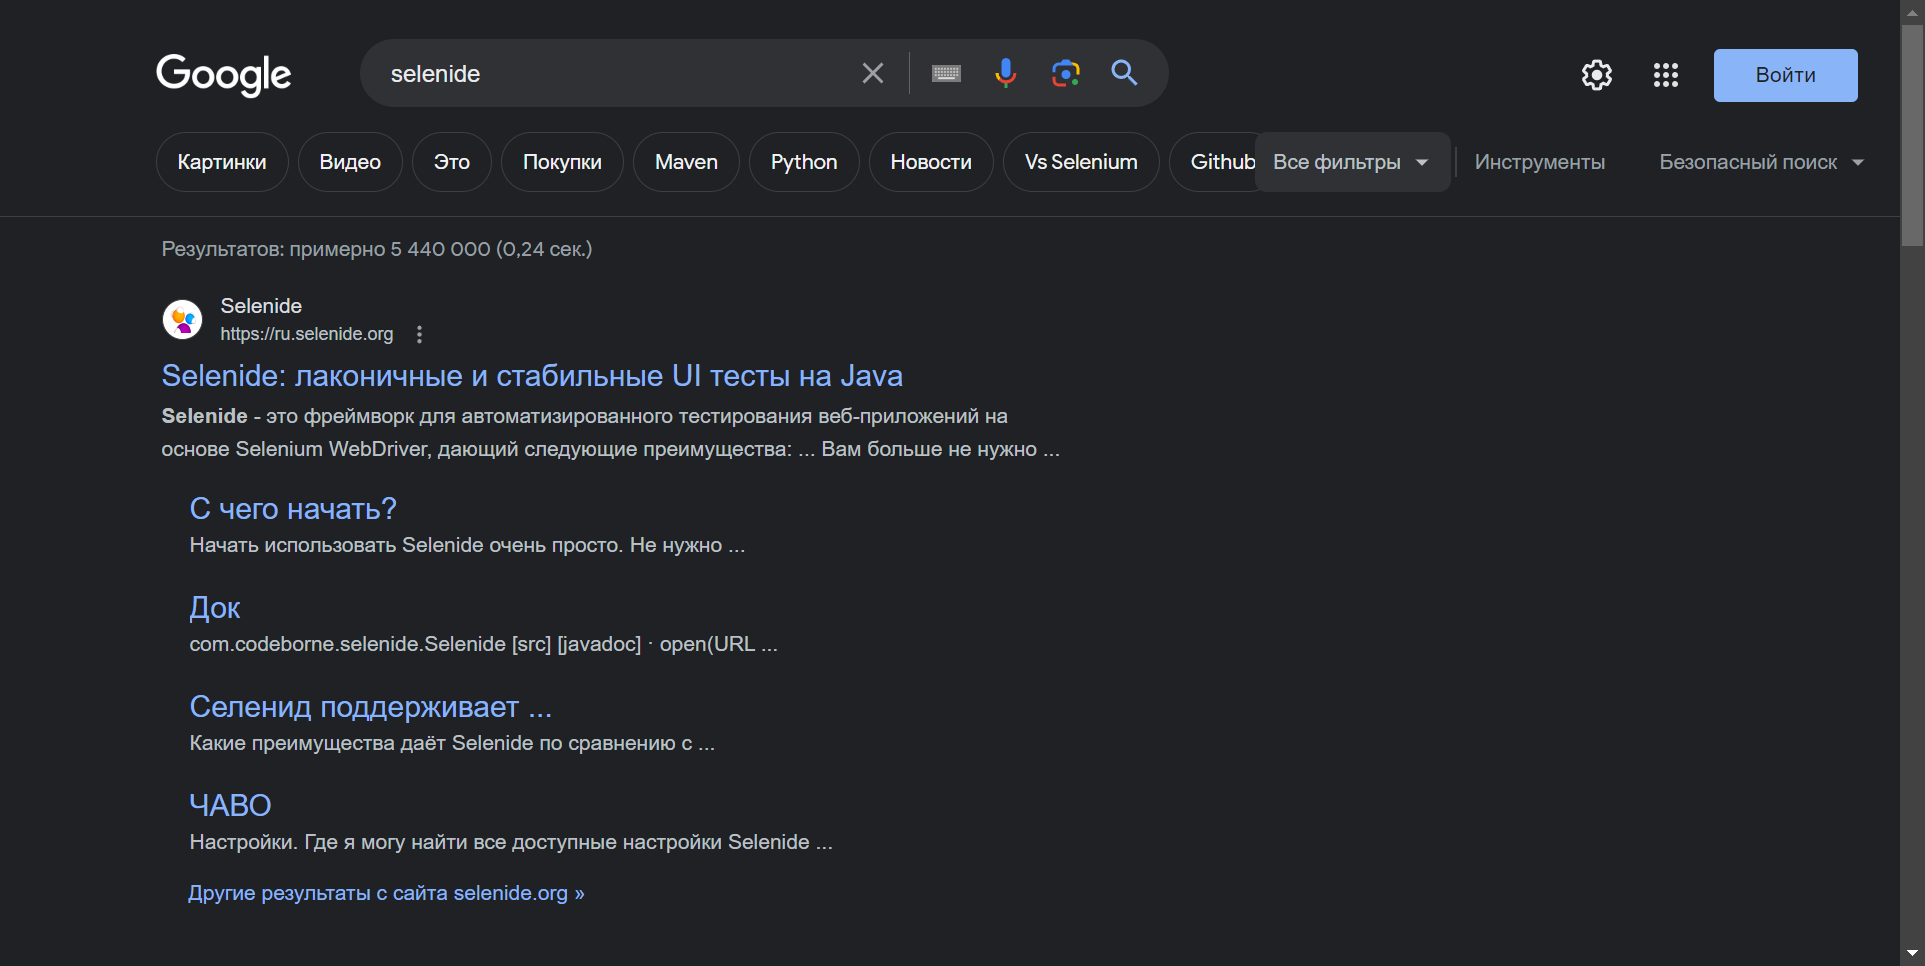 Google
selenide
Войти
Картинки
Видео
Это
Покупки
Maven
Python
Новости
Vs Selenium
Github
Все фильтры
Инструменты
Безопасный поиск
Результатов: примерно 5 440 000 (0,24 сек.)
Selenide
https://ru.selenide.org
Selenide: лаконичные и стабильные UI тесты на Java
Selenide - это фреймворк для автоматизированного тестирования веб-приложений на
основе Selenium WebDriver, дающий следующие преимущества: ... Вам больше не нужно ...
С чего начать?
Начать использовать Selenide очень просто. Не нужно ...
Док
com.codeborne.selenide.Selenide [src] [javadoc] · open(URL ...
Селенид поддерживает ...
Какие преимущества даёт Selenide по сравнению с ...
ЧАВО
Настройки. Где я могу найти все доступные настройки Selenide ...
Другие результаты с сайта selenide.org »